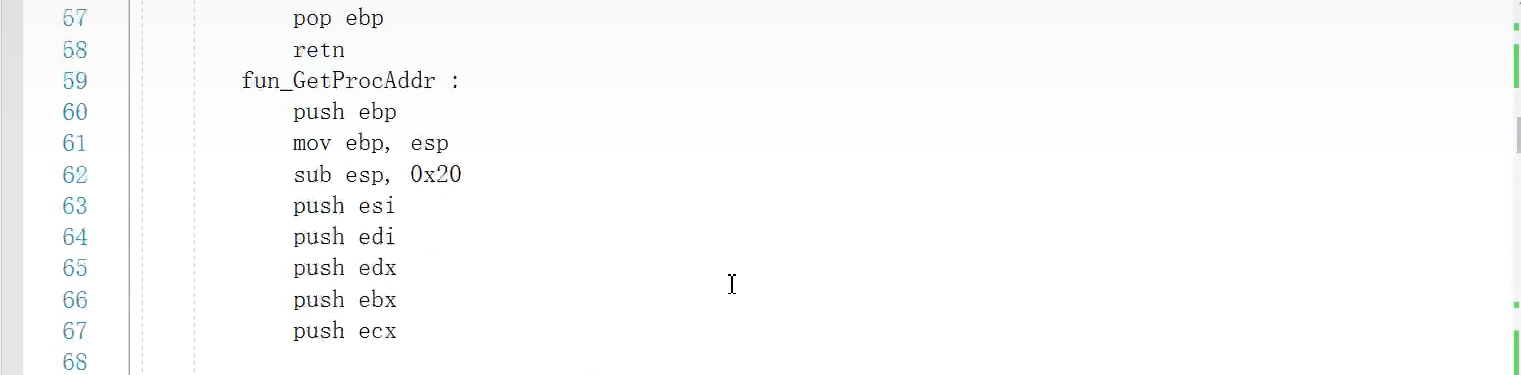 57 pop ebp
58 retn
59 fun_GetProcAddr :
60 push ebp
61 mov ebp, esp
62 sub esp, 0x20
63 push esi
64 push edi
65 push edx
66 push ebx
67 push ecx
68